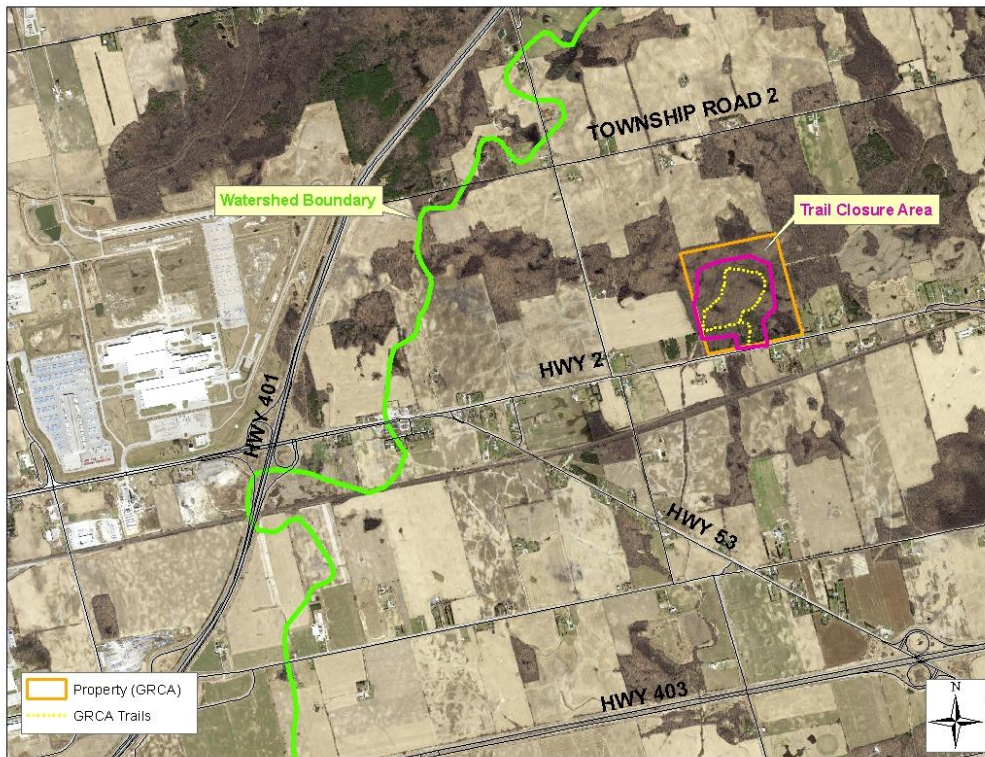 TOWNSHIP ROAD 2
Watershed Boundary
Trail Closure Area
HWY 2
HWY 401
HWY 53
HWY 403
Property (GRCA)
GRCA Trails
N